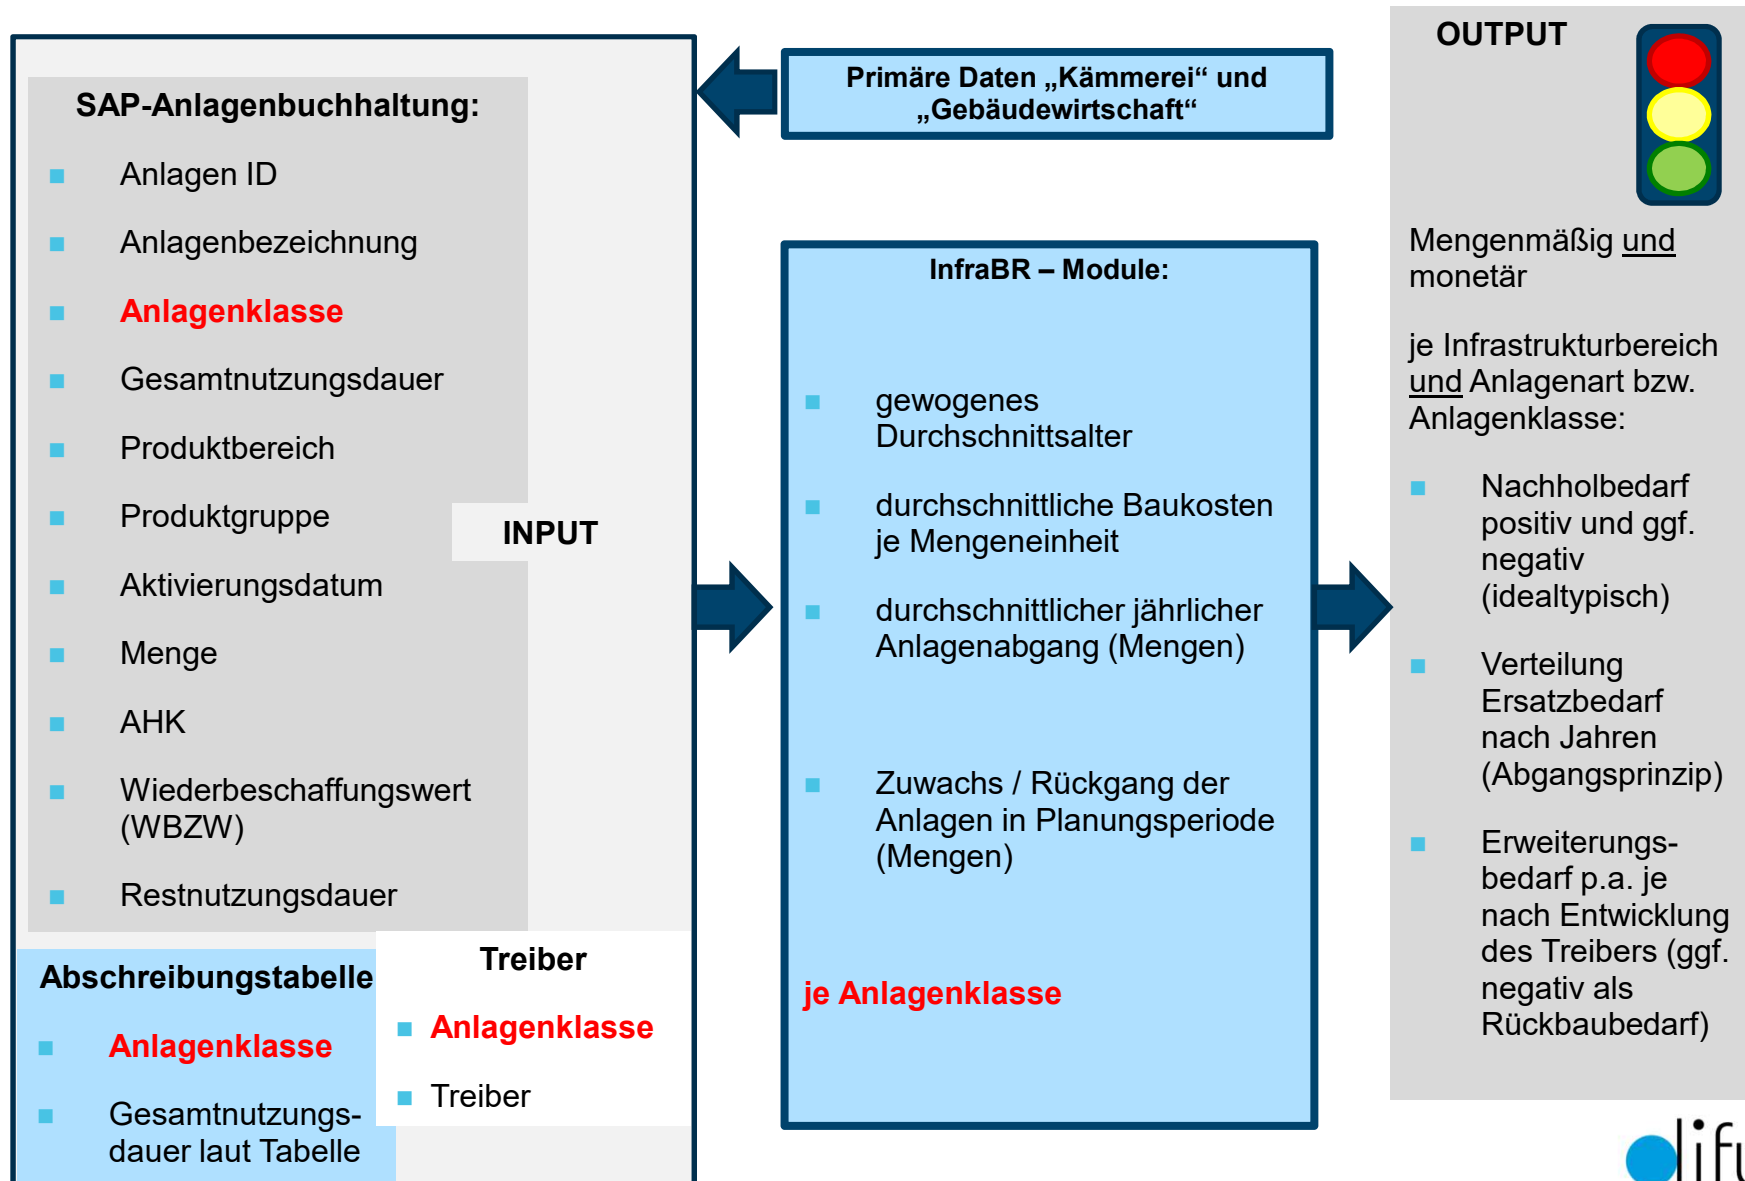 SAP-Anlagenbuchhaltung:
Anlagen ID
Anlagenbezeichnung
Anlagenklasse
Gesamtnutzungsdauer
Produktbereich
Produktgruppe
Aktivierungsdatum
Menge
AHK
Wiederbeschaffungswert
(WBZW)
Restnutzungsdauer
INPUT
Abschreibungstabelle
Anlagenklasse
Gesamtnutzungs-
dauer laut Tabelle
Treiber
Anlagenklasse
Treiber
Primäre Daten „Kämmerei“ und
„Gebäudewirtschaft“
InfraBR – Module:
gewogenes
Durchschnittsalter
durchschnittliche Baukosten
je Mengeneinheit
durchschnittlicher jährlicher
Anlagenabgang (Mengen)
Zuwachs / Rückgang der
Anlagen in Planungsperiode
(Mengen)
je Anlagenklasse
OUTPUT
Mengenmäßig und
monetär
je Infrastrukturbereich
und Anlagenart bzw.
Anlagenklasse:
Nachholbedarf
positiv und ggf.
negativ
(idealtypisch)
Verteilung
Ersatzbedarf
nach Jahren
(Abgangsprinzip)
Erweiterungs-
bedarf p.a. je
nach Entwicklung
des Treibers (ggf.
negativ als
Rückbaubedarf)